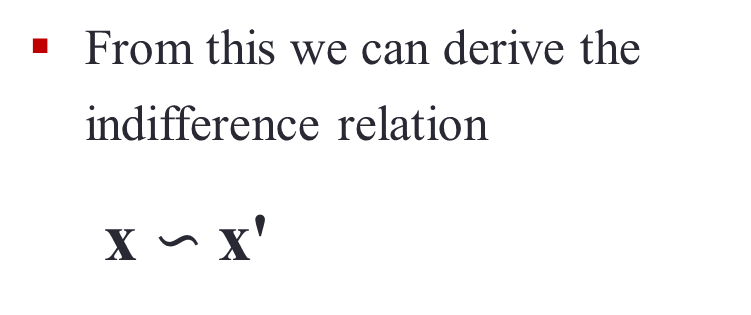 ▪ From this we can derive the
indifference relation
x ∽ x'